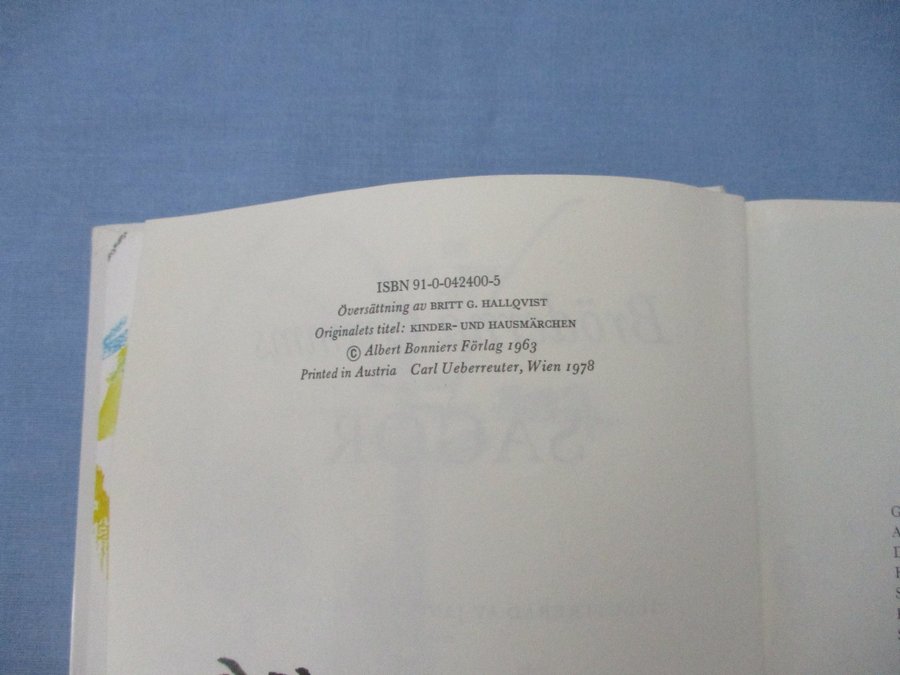 ISBN 91-0-042400-5
Översättning av BRITT G. HALLQVIST
Originalets titel: KINDER- UND HAUSMÄRCHEN
© Albert Bonniers Förlag 1963
Printed in Austria Carl Ueberreuter, Wien 1978
SAGOR